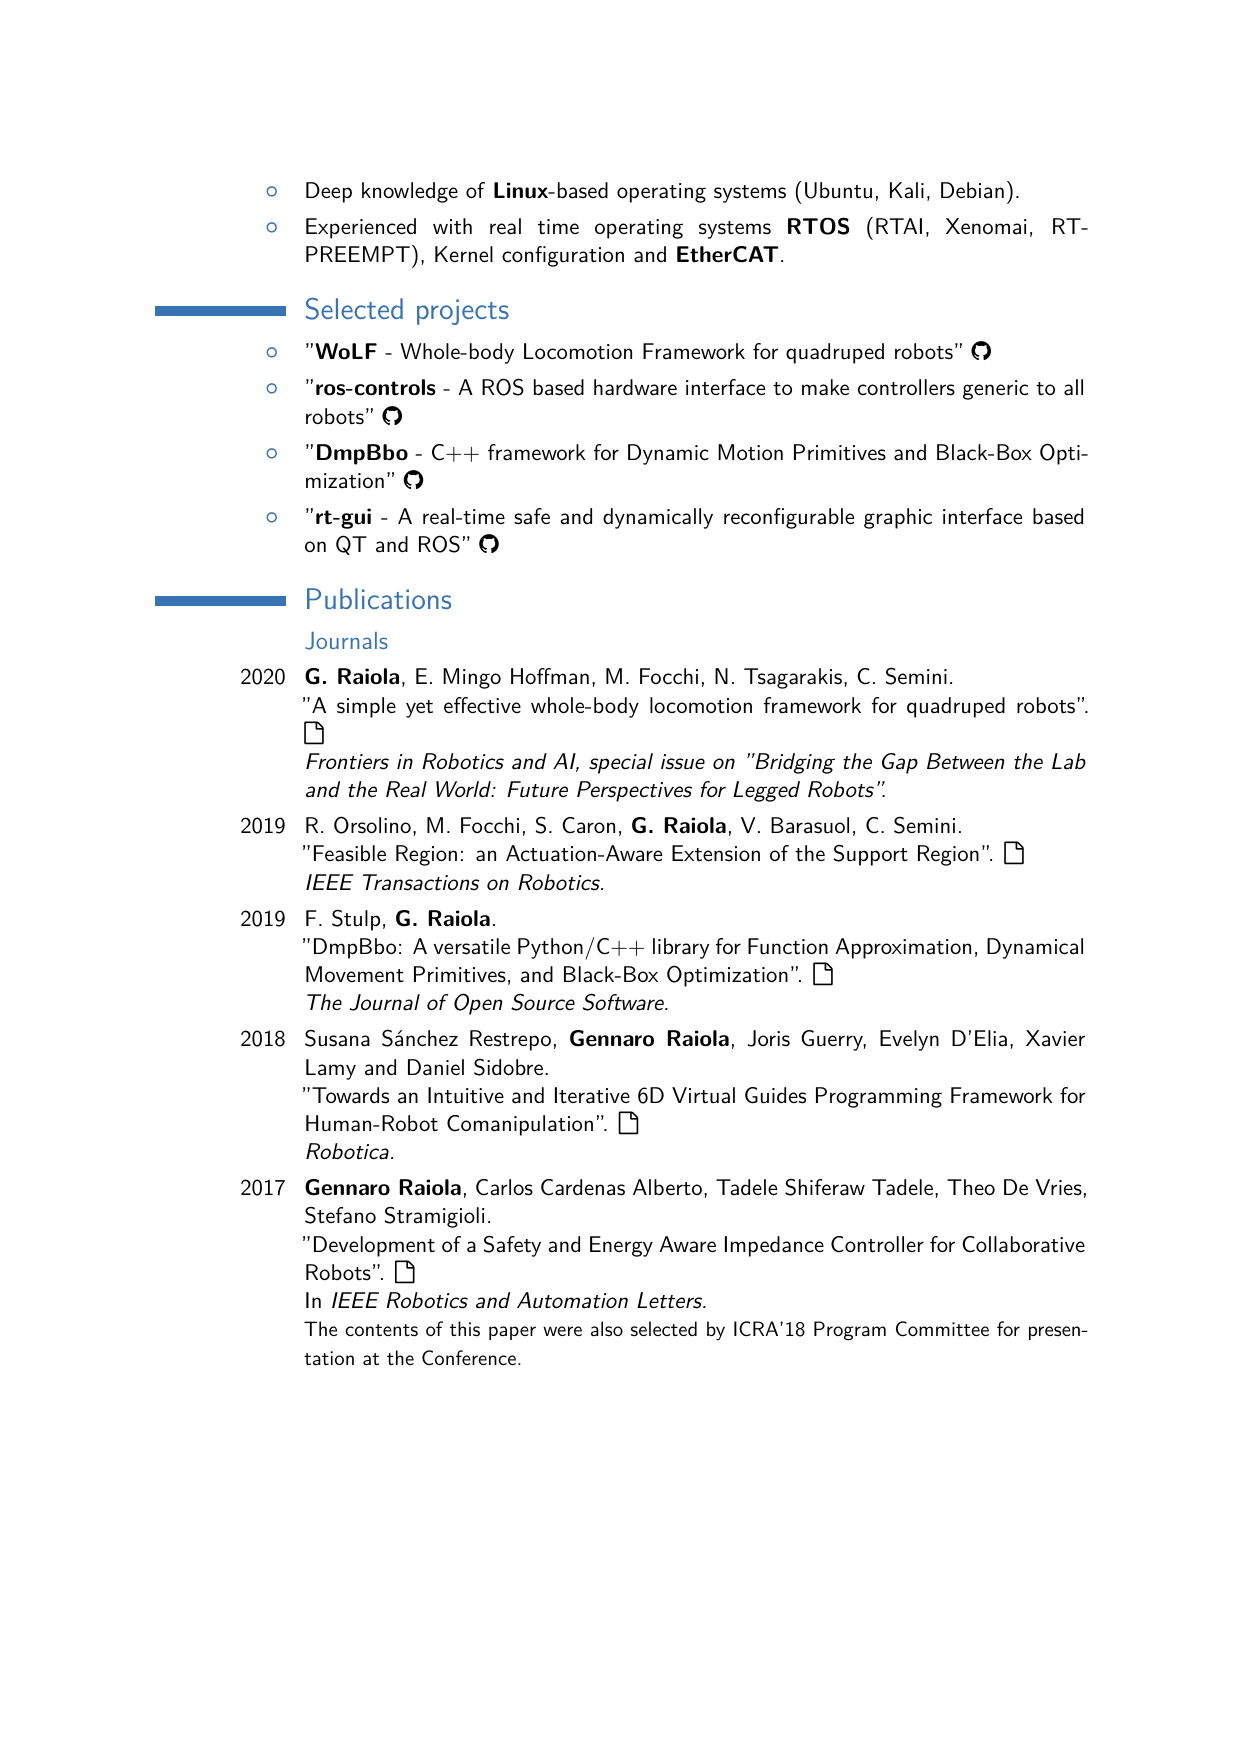 Deep knowledge of Linux-based operating systems (Ubuntu, Kali, Debian).
Experienced with real time operating systems RTOS (RTAI, Xenomai, RT-
PREEMPT), Kernel configuration and EtherCAT.
Selected projects
”WoLF - Whole-body Locomotion Framework for quadruped robots”
”ros-controls - A ROS based hardware interface to make controllers generic to all
robots”
”DmpBbo - C++ framework for Dynamic Motion Primitives and Black-Box Opti-
mization”
”rt-gui - A real-time safe and dynamically reconfigurable graphic interface based
on QT and ROS”
Publications
Journals
2020 G. Raiola, E. Mingo Hoffman, M. Focchi, N. Tsagarakis, C. Semini.
”A simple yet effective whole-body locomotion framework for quadruped robots”.
Frontiers in Robotics and AI, special issue on ”Bridging the Gap Between the Lab
and the Real World: Future Perspectives for Legged Robots”.
2019 R. Orsolino, M. Focchi, S. Caron, G. Raiola, V. Barasuol, C. Semini.
”Feasible Region: an Actuation-Aware Extension of the Support Region”.
IEEE Transactions on Robotics.
2019 F. Stulp, G. Raiola.
”DmpBbo: A versatile Python/C++ library for Function Approximation, Dynamical
Movement Primitives, and Black-Box Optimization”.
The Journal of Open Source Software.
2018 Susana Sánchez Restrepo, Gennaro Raiola, Joris Guerry, Evelyn D’Elia, Xavier
Lamy and Daniel Sidobre.
”Towards an Intuitive and Iterative 6D Virtual Guides Programming Framework for
Human-Robot Comanipulation”.
Robotica.
2017 Gennaro Raiola, Carlos Cardenas Alberto, Tadele Shiferaw Tadele, Theo De Vries,
Stefano Stramigioli.
”Development of a Safety and Energy Aware Impedance Controller for Collaborative
Robots”.
In IEEE Robotics and Automation Letters.
The contents of this paper were also selected by ICRA’18 Program Committee for presen-
tation at the Conference.